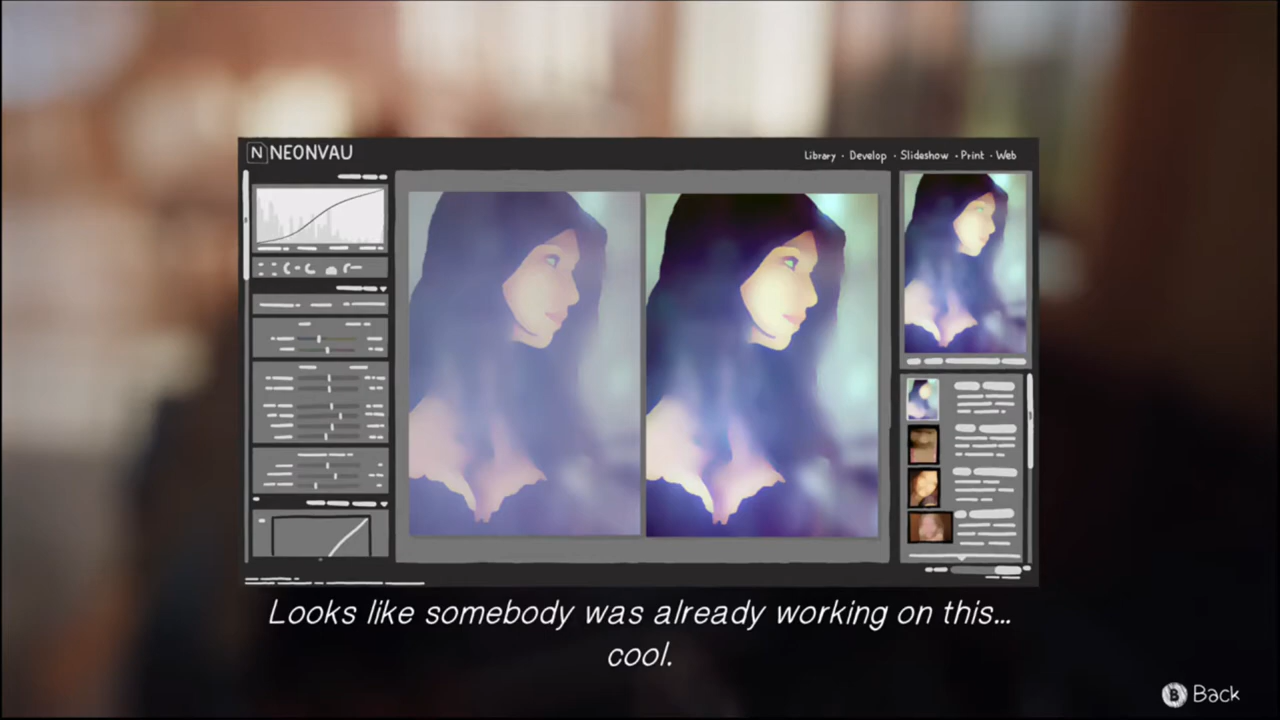 N NEONVAU
Library · Develop · Slideshow · Print · Web
Looks like somebody was already working on this...
cool.
B Back